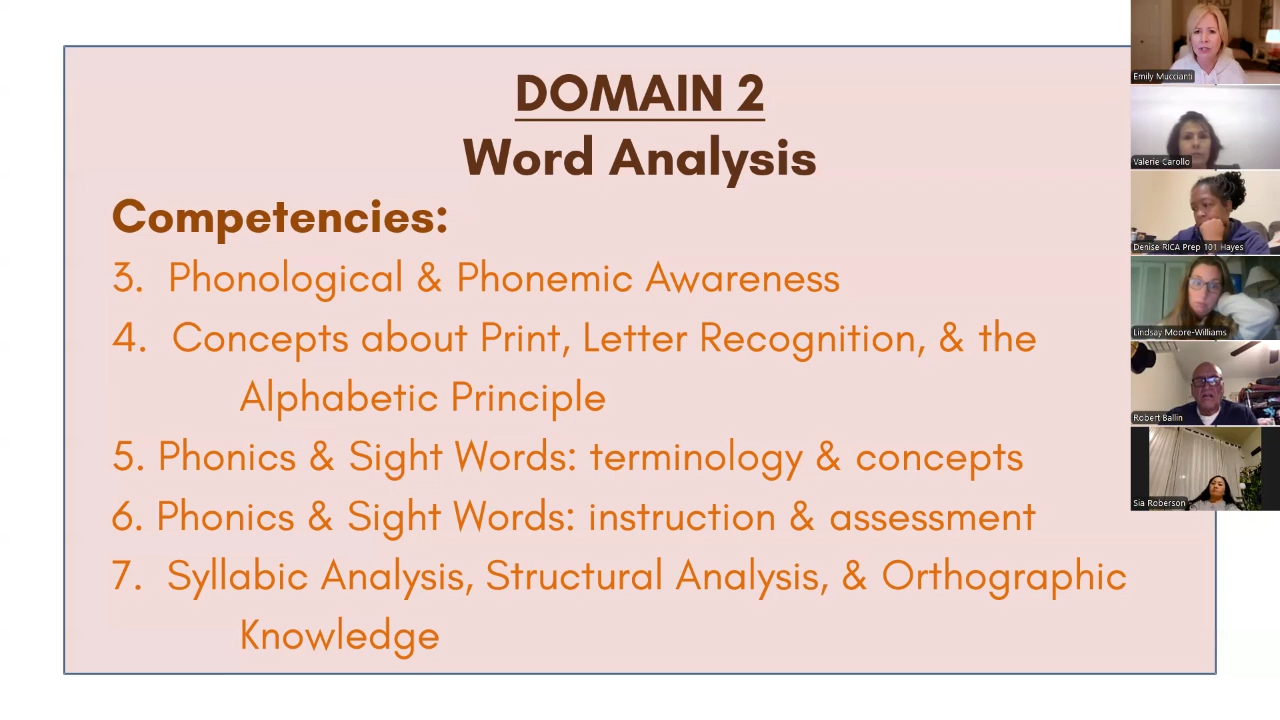 DOMAIN 2
Word Analysis
Competencies:
3. Phonological & Phonemic Awareness
4. Concepts about Print, Letter Recognition, & the
Alphabetic Principle
5. Phonics & Sight Words: terminology & concepts
6. Phonics & Sight Words: instruction & assessment
7. Syllabic Analysis, Structural Analysis, & Orthographic
Knowledge
Emily Muccianti
Valerie Carollo
Denise RICA Prep 101 Hayes
Lindsay Moore-Williams
Robert Ballin
Sia Roberson